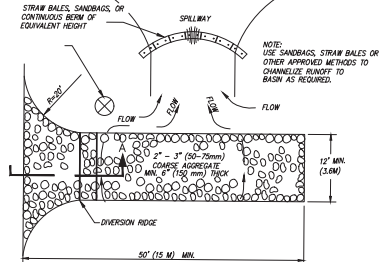 STRAW BALES, SANDBAGS, OR
CONTINUOUS BERM OF
EQUIVALENT HEIGHT
SPILLWAY
NOTE:
USE SANDBAGS, STRAW BALES OR
OTHER APPROVED METHODS TO
CHANNELIZE RUNOFF TO
BASIN AS REQUIRED.
R=20'
FLOW
FLOW
FLOW
FLOW
A
2" - 3" (50-75mm)
COARSE AGGREGATE
MIN. 6" (150 mm) THICK
12' MIN.
(3.6M)
DIVERSION RIDGE
50' (15 M) MIN.